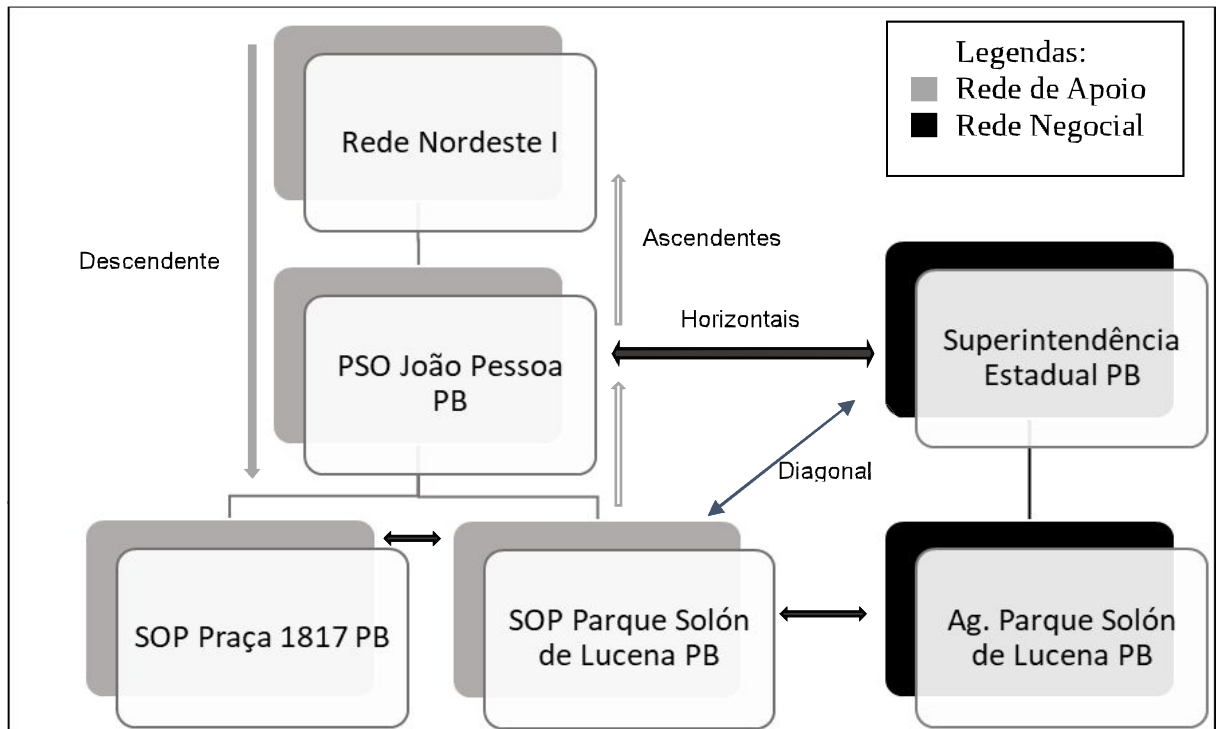 Legendas:
Rede de Apoio
Rede Negocial
Rede Nordeste I
Descendente
Ascendentes
Horizontais
PSO João Pessoa
PB
Superintendência
Estadual PB
Diagonal
SOP Praça 1817 PB
SOP Parque Solón
de Lucena PB
Ag. Parque Solón
de Lucena PB